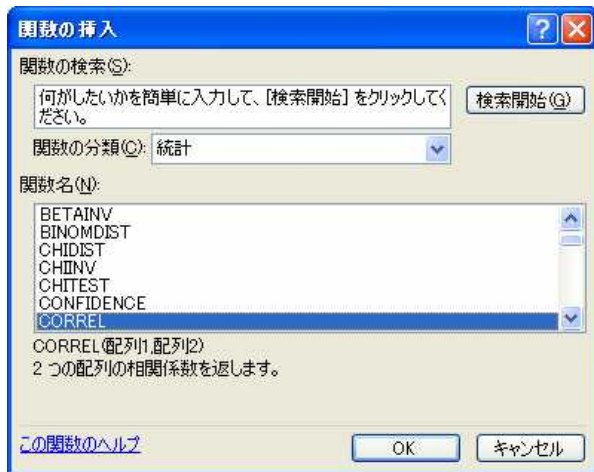 関数の挿入
関数の検索(S):
何がしたいかを簡単に入力して、[検索開始] をクリックしてく
ださい。
検索開始(G)
関数の分類(C): 統計
関数名(N):
BETAINV
BINOMDIST
CHIDIST
CHIINV
CHITEST
CONFIDENCE
CORREL
CORREL(配列1,配列2)
2 つの配列の相関係数を返します。
この関数のヘルプ
OK
キャンセル